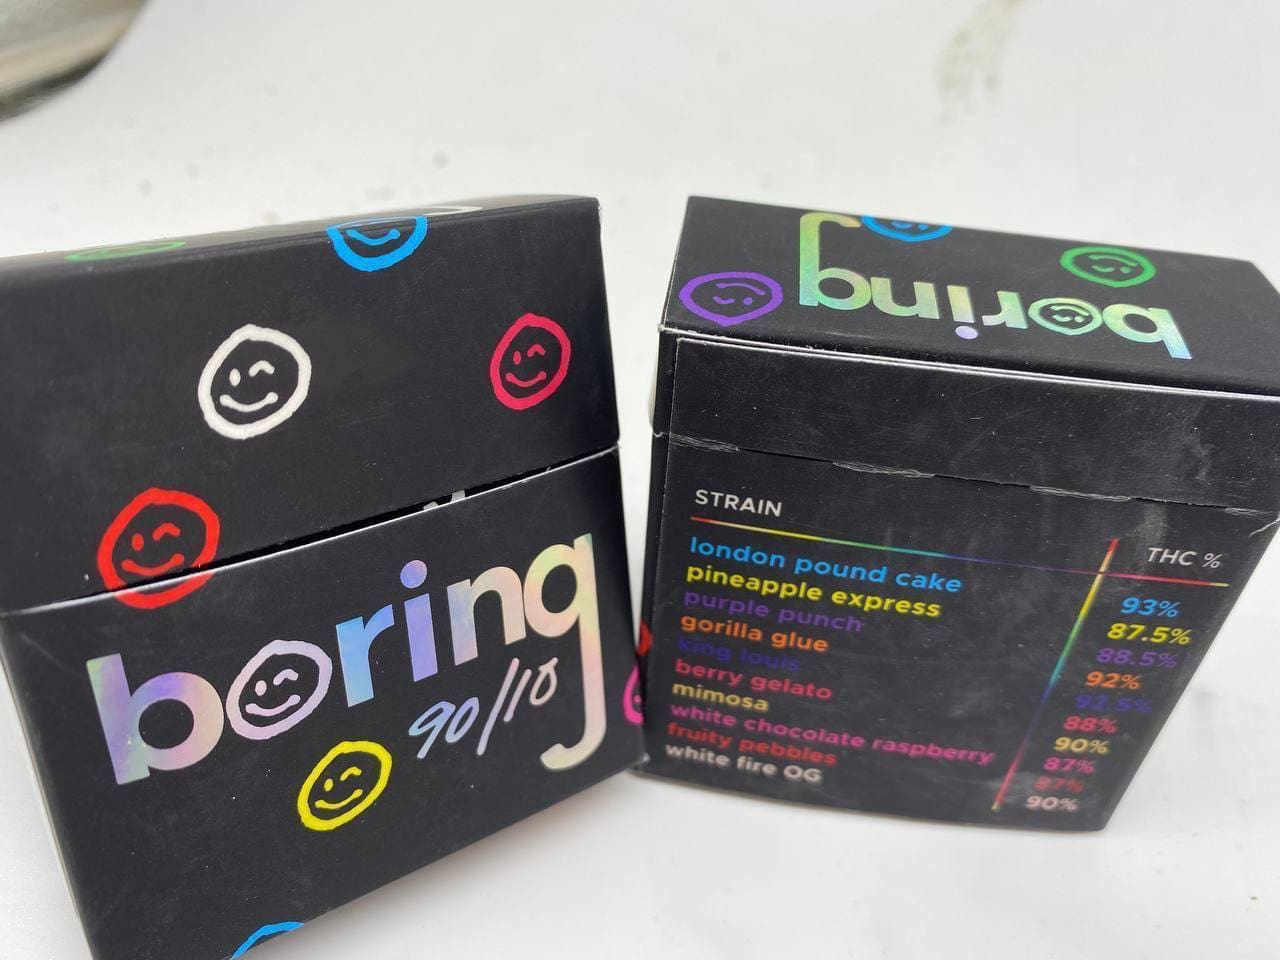 boring
90/10
boring
STRAIN THC %
london pound cake 93%
pineapple express 87.5%
purple punch 88.5%
gorilla glue 92%
king louis 92.5%
berry gelato 88%
mimosa 90%
white chocolate raspberry 87%
fruity pebbles 87%
white fire OG 90%